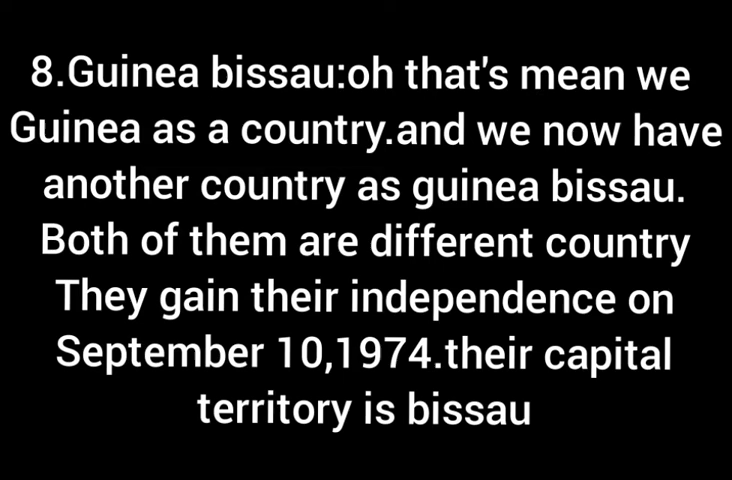 8.Guinea bissau:oh that's mean we
Guinea as a country.and we now have
another country as guinea bissau.
Both of them are different country
They gain their independence on
September 10,1974.their capital
territory is bissau